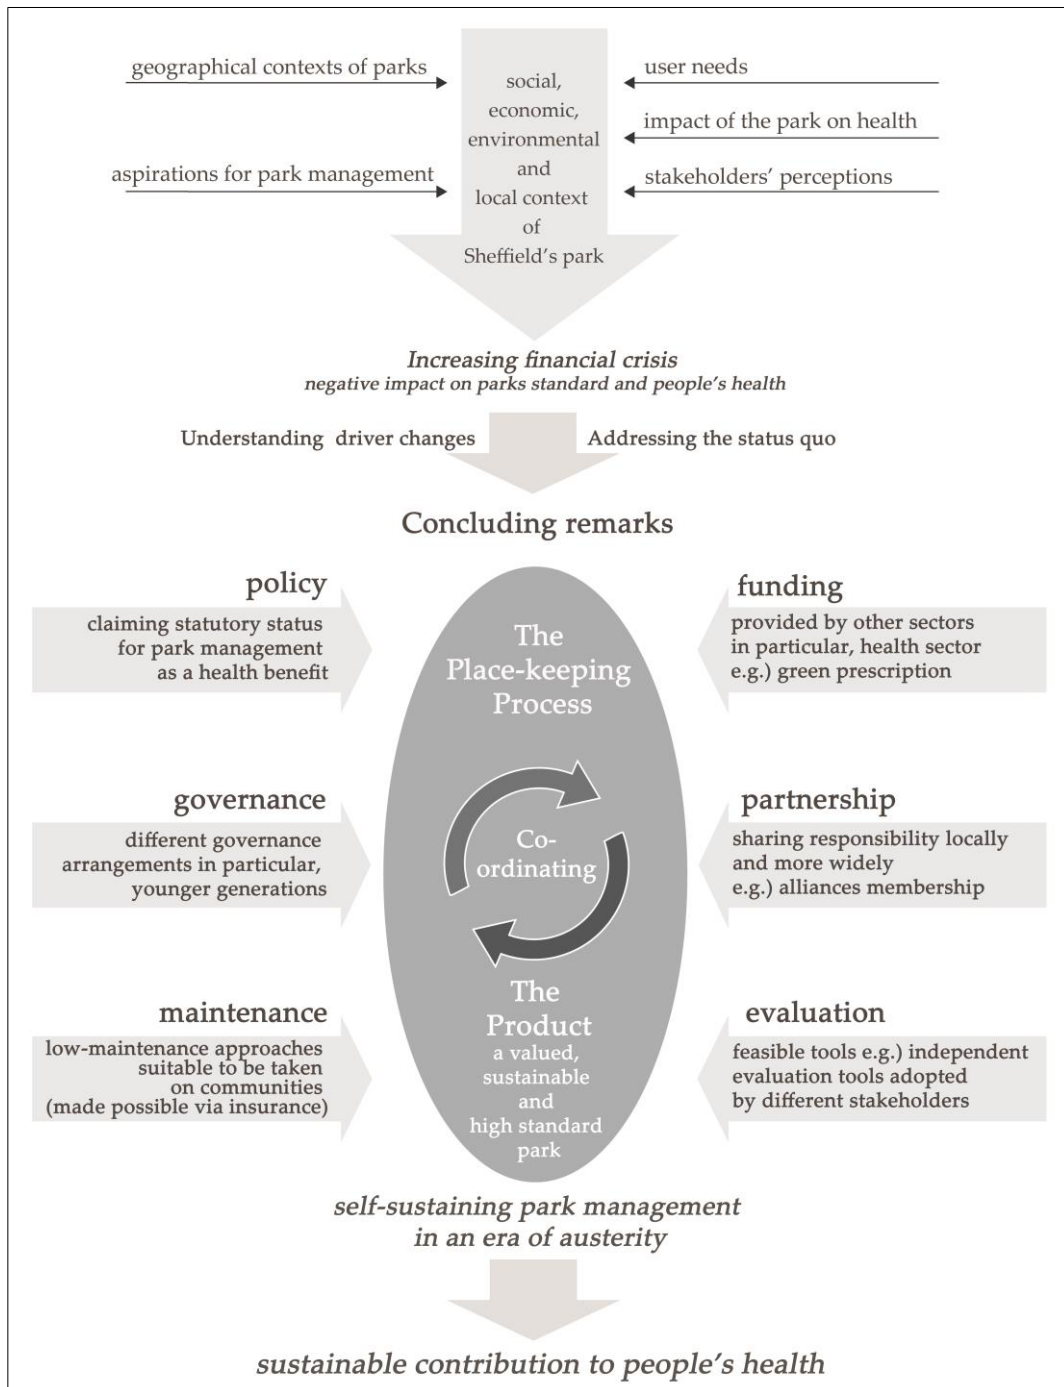 geographical contexts of parks
aspirations for park management
social,
economic,
environmental
and
local context
of
Sheffield's park
user needs
impact of the park on health
stakeholders' perceptions
Increasing financial crisis
negative impact on parks standard and people's health
Understanding driver changes
Addressing the status quo
Concluding remarks
policy
claiming statutory status
for park management
as a health benefit
funding
provided by other sectors
in particular, health sector
e.g.) green prescription
The
Place-keeping
Process
governance
different governance
arrangements in particular,
younger generations
Co-
ordinating
partnership
sharing responsibility locally
and more widely
e.g.) alliances membership
maintenance
low-maintenance approaches
suitable to be taken
on communities
(made possible via insurance)
The
Product
a valued,
sustainable
and
high standard
park
evaluation
feasible tools e.g.) independent
evaluation tools adopted
by different stakeholders
self-sustaining park management
in an era of austerity
sustainable contribution to people's health